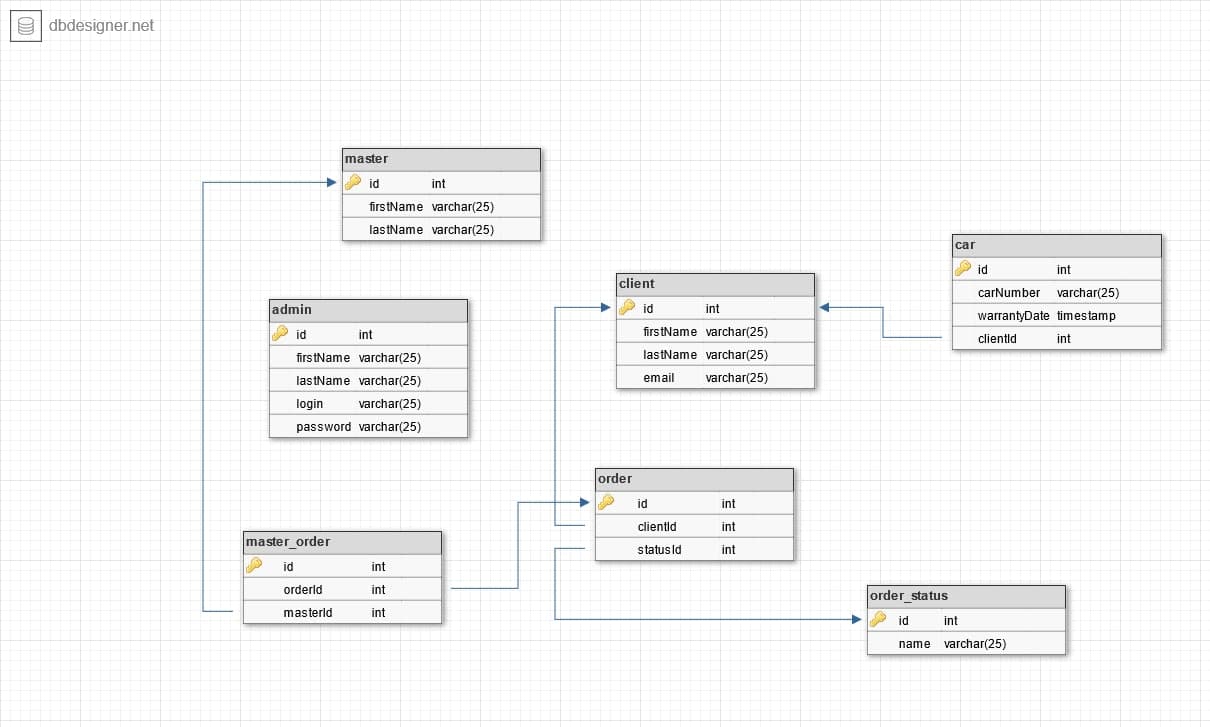 dbdesigner.net
master
id int
firstName varchar(25)
lastName varchar(25)
car
id int
carNumber varchar(25)
warrantyDate timestamp
clientId int
client
id int
firstName varchar(25)
lastName varchar(25)
email varchar(25)
admin
id int
firstName varchar(25)
lastName varchar(25)
login varchar(25)
password varchar(25)
order
id int
clientId int
statusId int
master_order
id int
orderId int
masterId int
order_status
id int
name varchar(25)